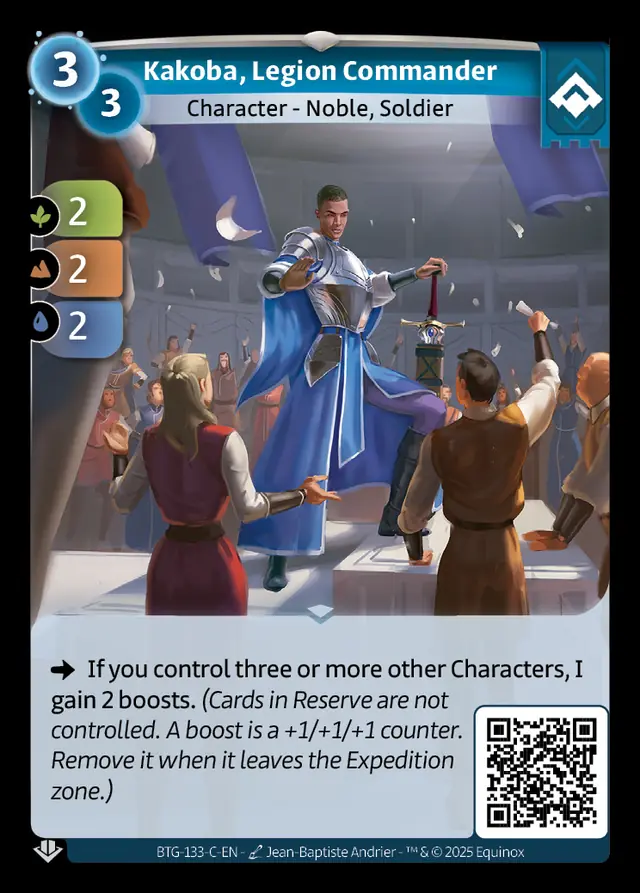 3
Kakoba, Legion Commander
3
Character - Noble, Soldier
2
2
2
If you control three or more other Characters, I
gain 2 boosts. (Cards in Reserve are not
controlled. A boost is a +1/+1/+1 counter.
Remove it when it leaves the Expedition
zone.)
BTG-133-C-EN - Jean-Baptiste Andrier - ™ & © 2025 Equinox